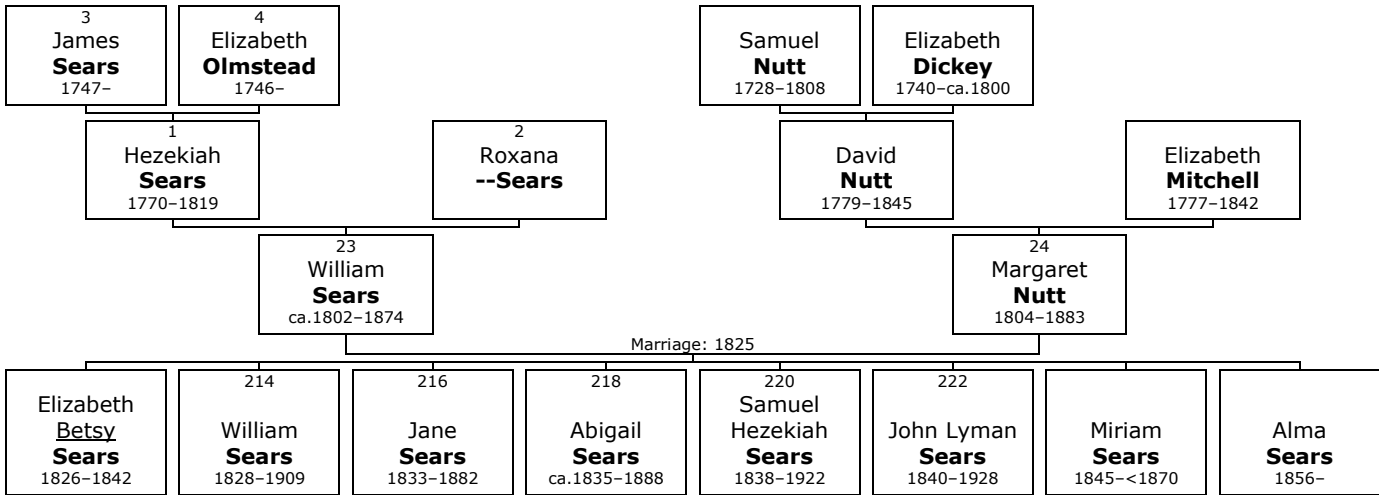 3
James
Sears
1747–
4
Elizabeth
Olmstead
1746–
Samuel
Nutt
1728–1808
Elizabeth
Dickey
1740–ca.1800
1
Hezekiah
Sears
1770–1819
2
Roxana
--Sears
David
Nutt
1779–1845
Elizabeth
Mitchell
1777–1842
23
William
Sears
ca.1802–1874
24
Margaret
Nutt
1804–1883
Marriage: 1825
Elizabeth
Betsy
Sears
1826–1842
214
William
Sears
1828–1909
216
Jane
Sears
1833–1882
218
Abigail
Sears
ca.1835–1888
220
Samuel
Hezekiah
Sears
1838–1922
222
John Lyman
Sears
1840–1928
Miriam
Sears
1845–<1870
Alma
Sears
1856–